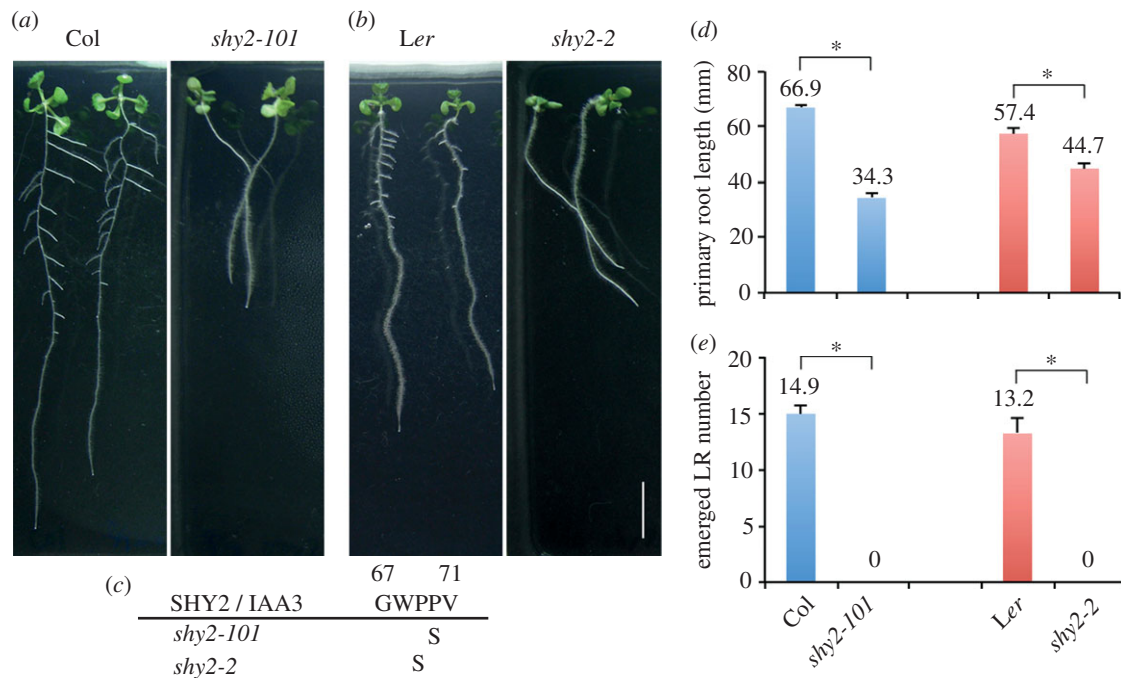 (a)
Col
shy2-101
(b)
Ler
shy2-2
(c)
67 71
SHY2 / IAA3 GWPPV
shy2-101 S
shy2-2 S
(d)
primary root length (mm)
80
60
40
20
0
66.9
*
34.3
57.4
*
44.7
(e)
emerged LR number
20
15
10
5
0
14.9
*
0
13.2
*
0
Col
shy2-101
Ler
shy2-2